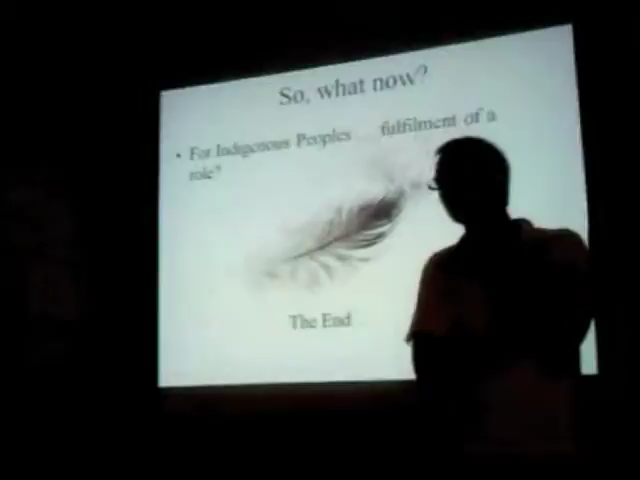 So, what now?
• For Indigenous Peoples fulfilment of a
role?
The End